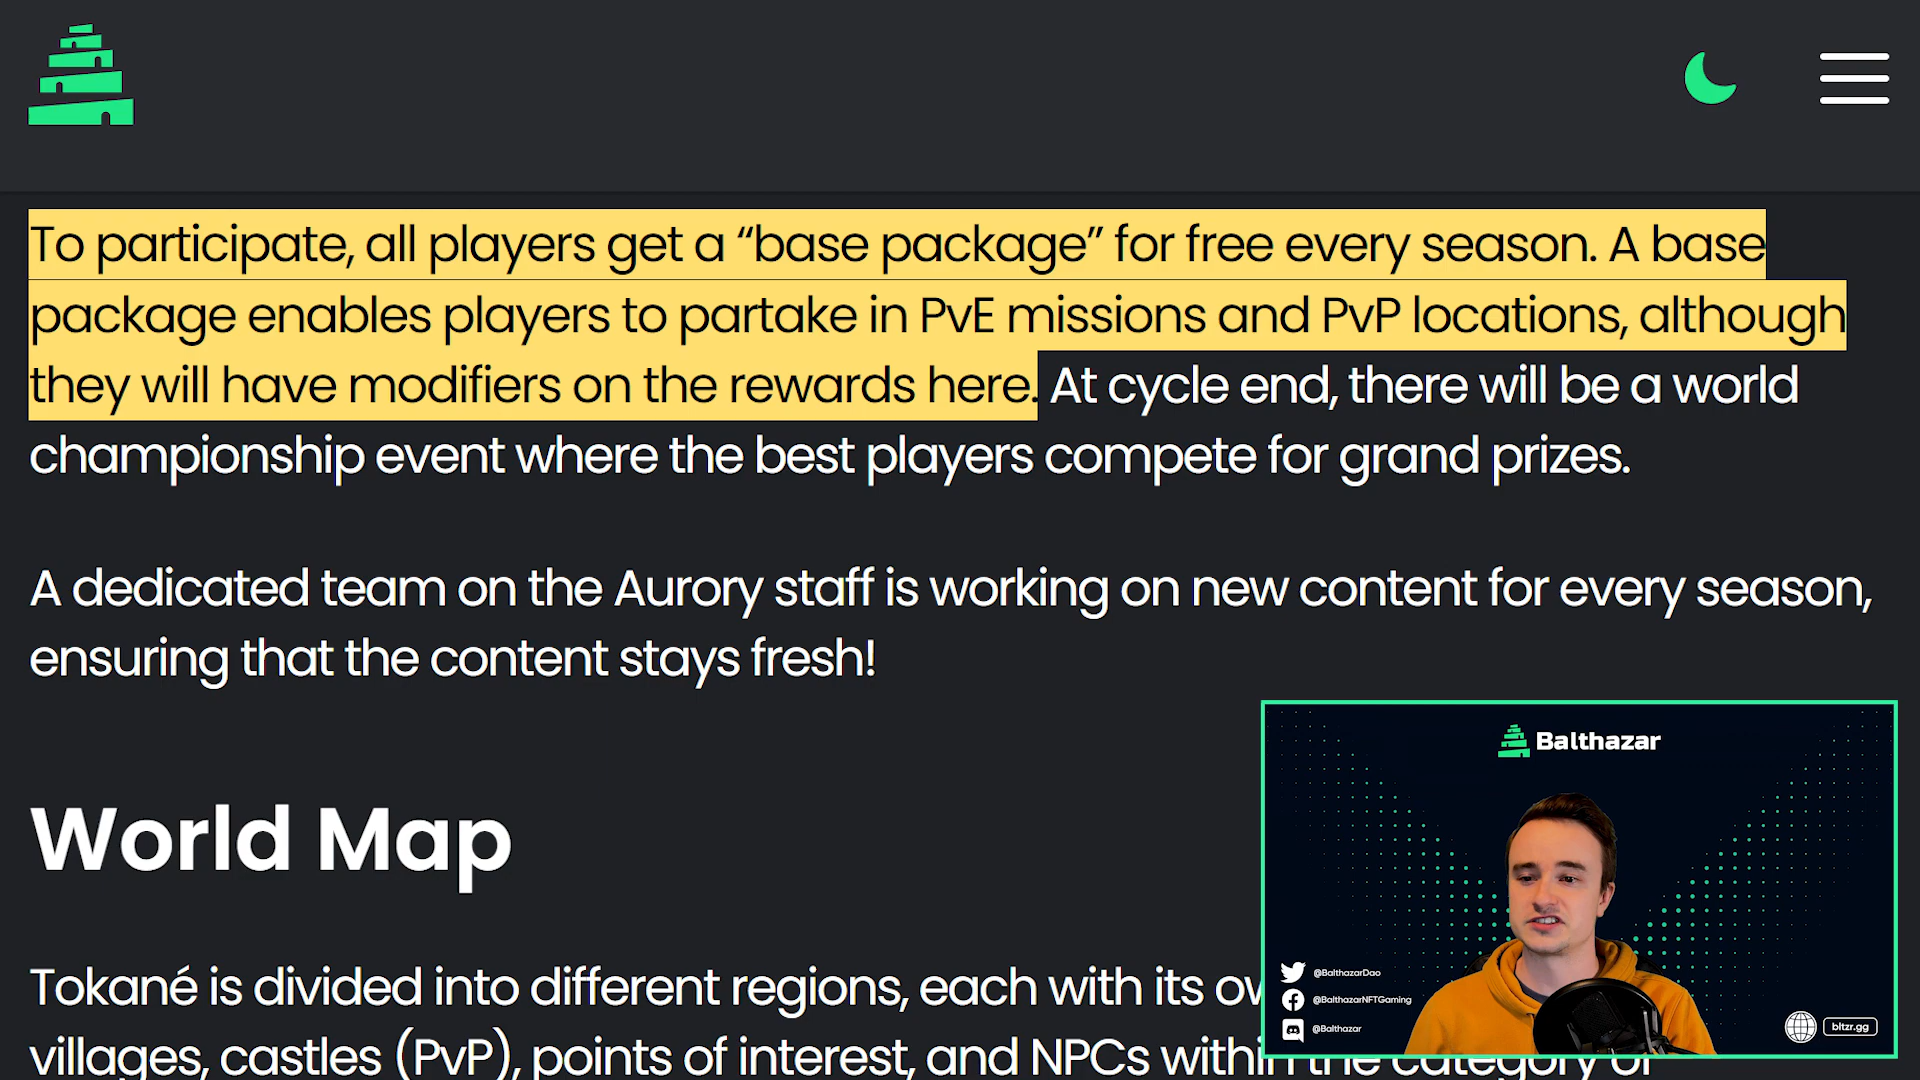 To participate, all players get a “base package” for free every season. A base
package enables players to partake in PvE missions and PvP locations, although
they will have modifiers on the rewards here. At cycle end, there will be a world
championship event where the best players compete for grand prizes.
A dedicated team on the Aurory staff is working on new content for every season,
ensuring that the content stays fresh!
World Map
Tokané is divided into different regions, each with its
villages, castles (PvP), points of interest, and NPCs within the category of
Balthazar
@BalthazarDao
@BalthazarNFTGaming
@Balthazar
bltzr.gg